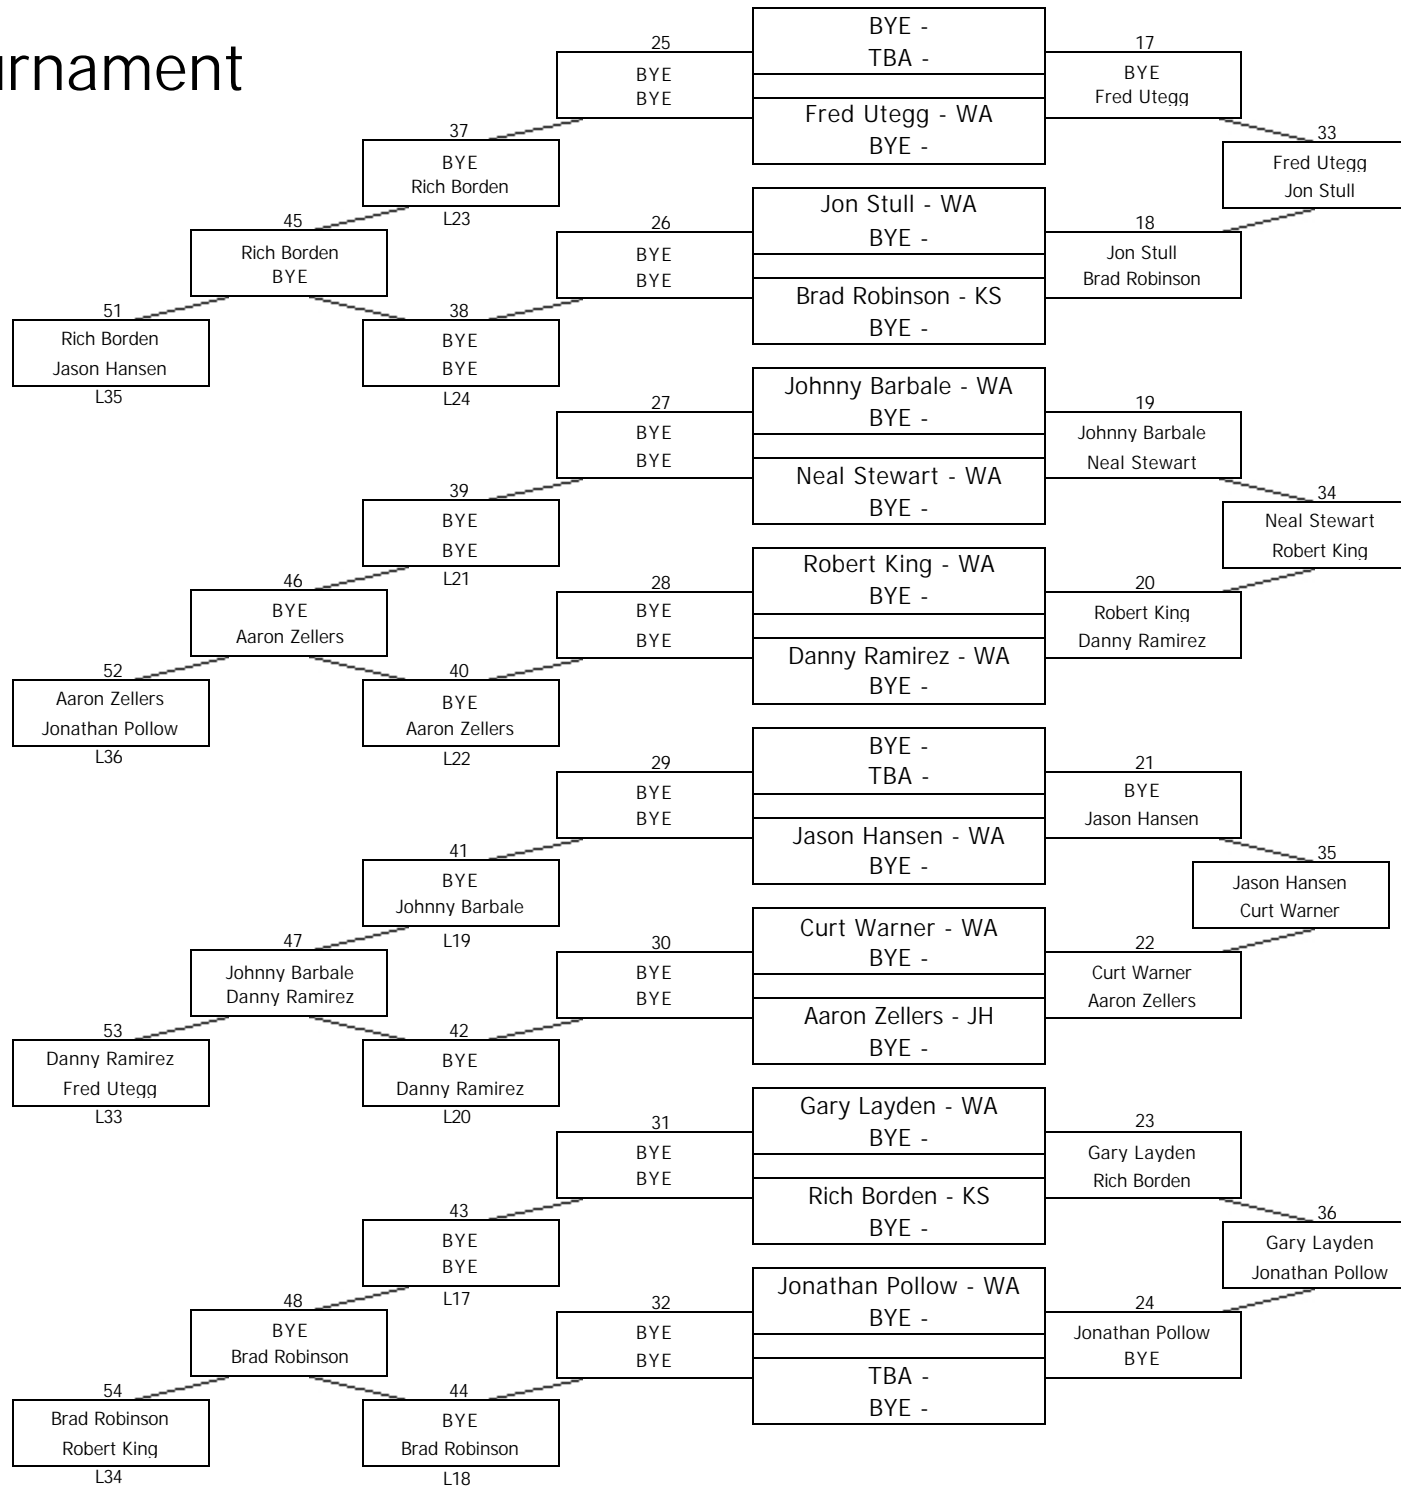 urnament
25
BYE
BYE
BYE -
TBA -
Fred Utegg - WA
BYE -
17
BYE
Fred Utegg
37
BYE
Rich Borden
L23
33
Fred Utegg
Jon Stull
45
Rich Borden
BYE
26
BYE
BYE
Jon Stull - WA
BYE -
Brad Robinson - KS
BYE -
18
Jon Stull
Brad Robinson
51
Rich Borden
Jason Hansen
L35
38
BYE
BYE
L24
27
BYE
BYE
Johnny Barbale - WA
BYE -
Neal Stewart - WA
BYE -
19
Johnny Barbale
Neal Stewart
39
BYE
BYE
L21
34
Neal Stewart
Robert King
46
BYE
Aaron Zellers
28
BYE
BYE
Robert King - WA
BYE -
Danny Ramirez - WA
BYE -
20
Robert King
Danny Ramirez
52
Aaron Zellers
Jonathan Pollow
L36
40
BYE
Aaron Zellers
L22
29
BYE
BYE
BYE -
TBA -
Jason Hansen - WA
BYE -
21
BYE
Jason Hansen
41
BYE
Johnny Barbale
L19
35
Jason Hansen
Curt Warner
47
Johnny Barbale
Danny Ramirez
30
BYE
BYE
Curt Warner - WA
BYE -
Aaron Zellers - JH
BYE -
22
Curt Warner
Aaron Zellers
53
Danny Ramirez
Fred Utegg
L33
42
BYE
Danny Ramirez
L20
31
BYE
BYE
Gary Layden - WA
BYE -
Rich Borden - KS
BYE -
23
Gary Layden
Rich Borden
43
BYE
BYE
L17
36
Gary Layden
Jonathan Pollow
48
BYE
Brad Robinson
32
BYE
BYE
Jonathan Pollow - WA
BYE -
TBA -
BYE -
24
Jonathan Pollow
BYE
54
Brad Robinson
Robert King
L34
44
BYE
Brad Robinson
L18